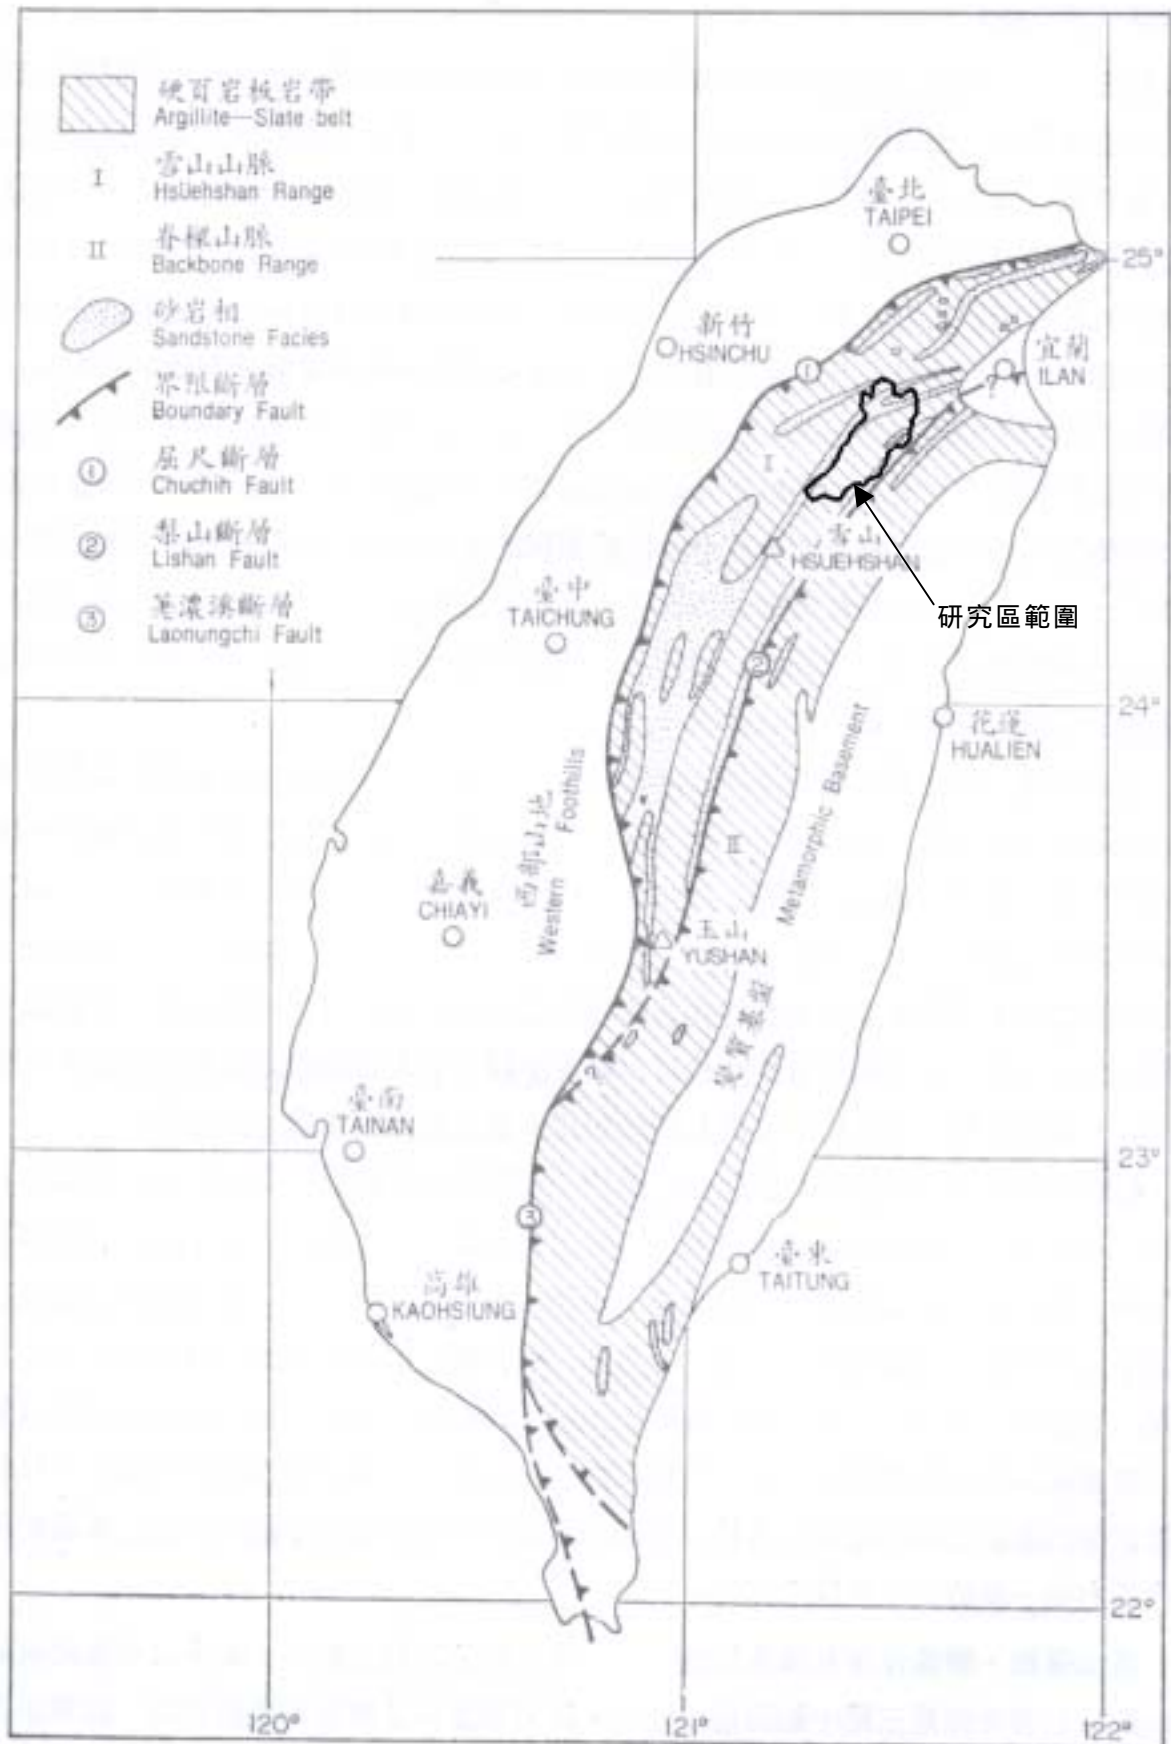 硬頁岩板岩帶
Argillite—Slate belt
I
雪山山脈
Hsüehshan Range
II
脊樑山脈
Backbone Range
砂岩相
Sandstone Facies
界限斷層
Boundary Fault
①
屈尺斷層
Chuchih Fault
②
梨山斷層
Lishan Fault
③
荖濃溪斷層
Laonungchi Fault
臺北
TAIPEI
25°
新竹
HSINCHU
宜蘭
ILAN
①
?
I
雪山
HSUEHSHAN
研究區範圍
臺中
TAICHUNG
②
24°
花蓮
HUALIEN
西部山地
Western Foothills
II
Metamorphic Basement
變質基盤
嘉義
CHIAYI
玉山
YUSHAN
?
臺南
TAINAN
23°
③
臺東
TAITUNG
高雄
KAOHSIUNG
22°
120°
121°
122°